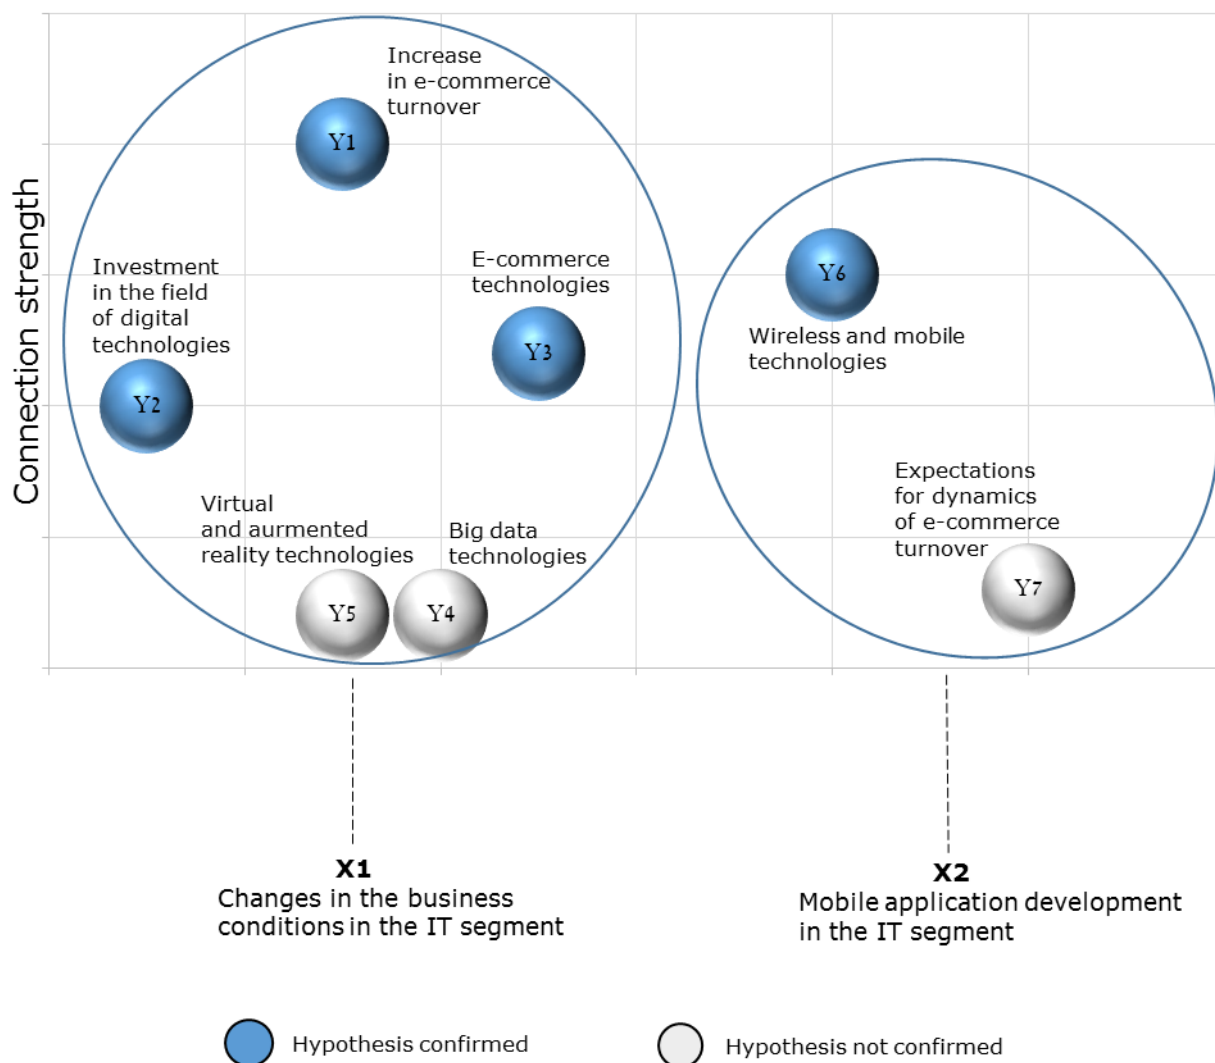 Increase
in e-commerce
turnover
Y1
Connection strength
Investment
in the field
of digital
technologies
Y2
E-commerce
technologies
Y3
Virtual
and aurmented
reality technologies
Y5
Big data
technologies
Y4
Y6
Wireless and mobile
technologies
Expectations
for dynamics
of e-commerce
turnover
Y7
X1
Changes in the business
conditions in the IT segment
X2
Mobile application development
in the IT segment
Hypothesis confirmed
Hypothesis not confirmed